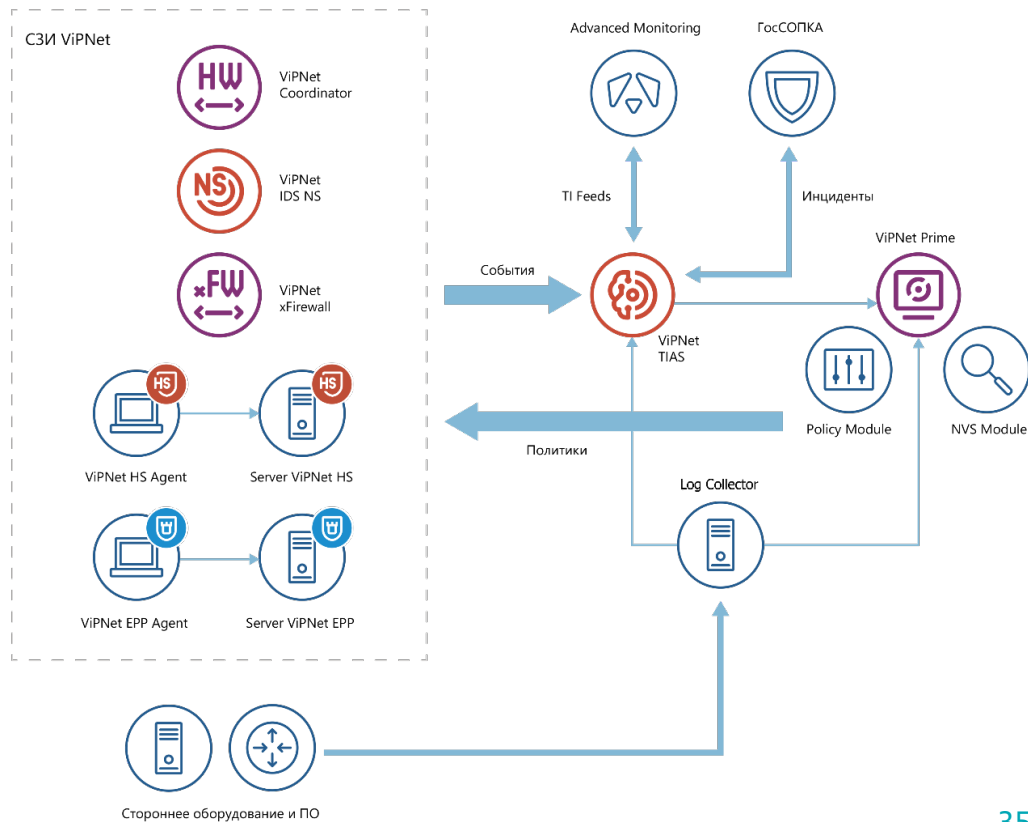 СЗИ ViPNet
HW
ViPNet
Coordinator
NS
ViPNet
IDS NS
xFW
ViPNet
xFirewall
HS
HS
ViPNet HS Agent
Server ViPNet HS
ViPNet EPP Agent
Server ViPNet EPP
Стороннее оборудование и ПО
События
Политики
Advanced Monitoring
ГосСОПКА
TI Feeds
Инциденты
ViPNet Prime
ViPNet
TIAS
Policy Module
NVS Module
Log Collector
35